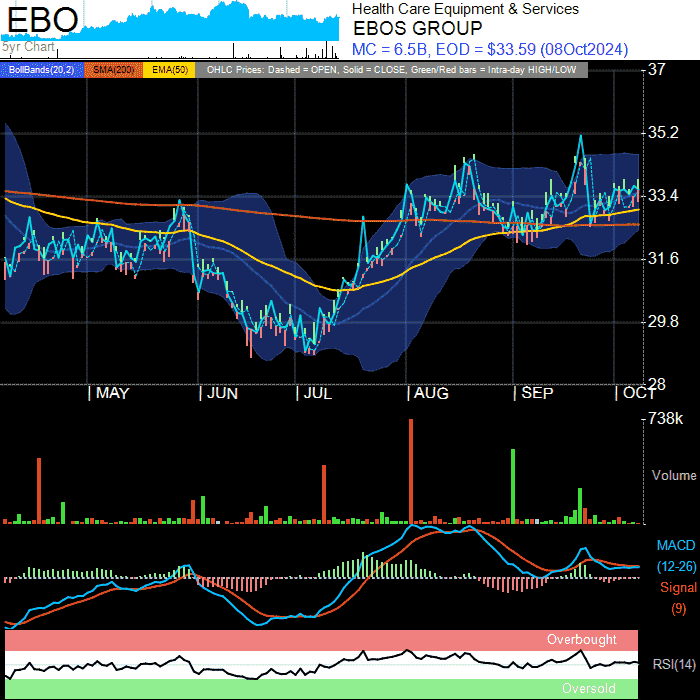 EBO
5yr Chart
Health Care Equipment & Services
EBOS GROUP
MC = 6.5B, EOD = $33.59 (08Oct2024)
BollBands(20,2) SMA(200) EMA(50) OHLC Prices: Dashed = OPEN, Solid = CLOSE, Green/Red bars = Intra-day HIGH/LOW
37
35.2
33.4
31.6
29.8
28
MAY JUN JUL AUG SEP OCT
738k
Volume
MACD
(12-26)
Signal
(9)
Overbought
RSI(14)
Oversold